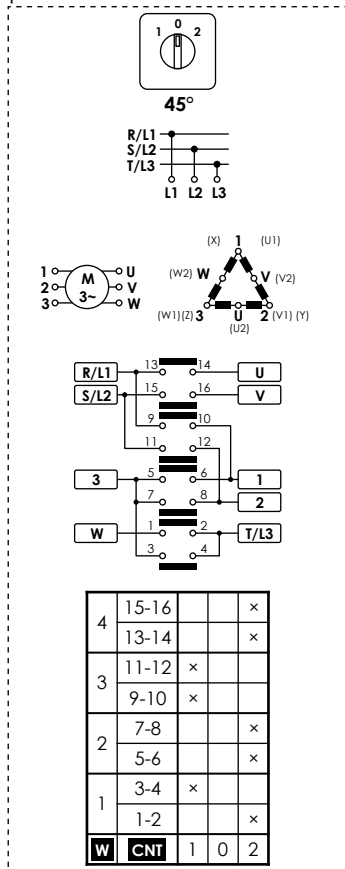 1 0 2
45°
R/L1
S/L2
T/L3
L1 L2 L3
(X) 1 (U1)
1 M U
(W2) W V (V2)
2 3~ V
3 W
(W1)(Z) 3 U 2 (V1) (Y)
(U2)
R/L1 13 14 U
S/L2 15 16 V
9 10
11 12
3 5 6 1
7 8 2
W 1 2 T/L3
3 4
4 15-16 ×
13-14 ×
3 11-12 ×
9-10 ×
2 7-8 ×
5-6 ×
1 3-4 ×
1-2 ×
W CNT 1 0 2